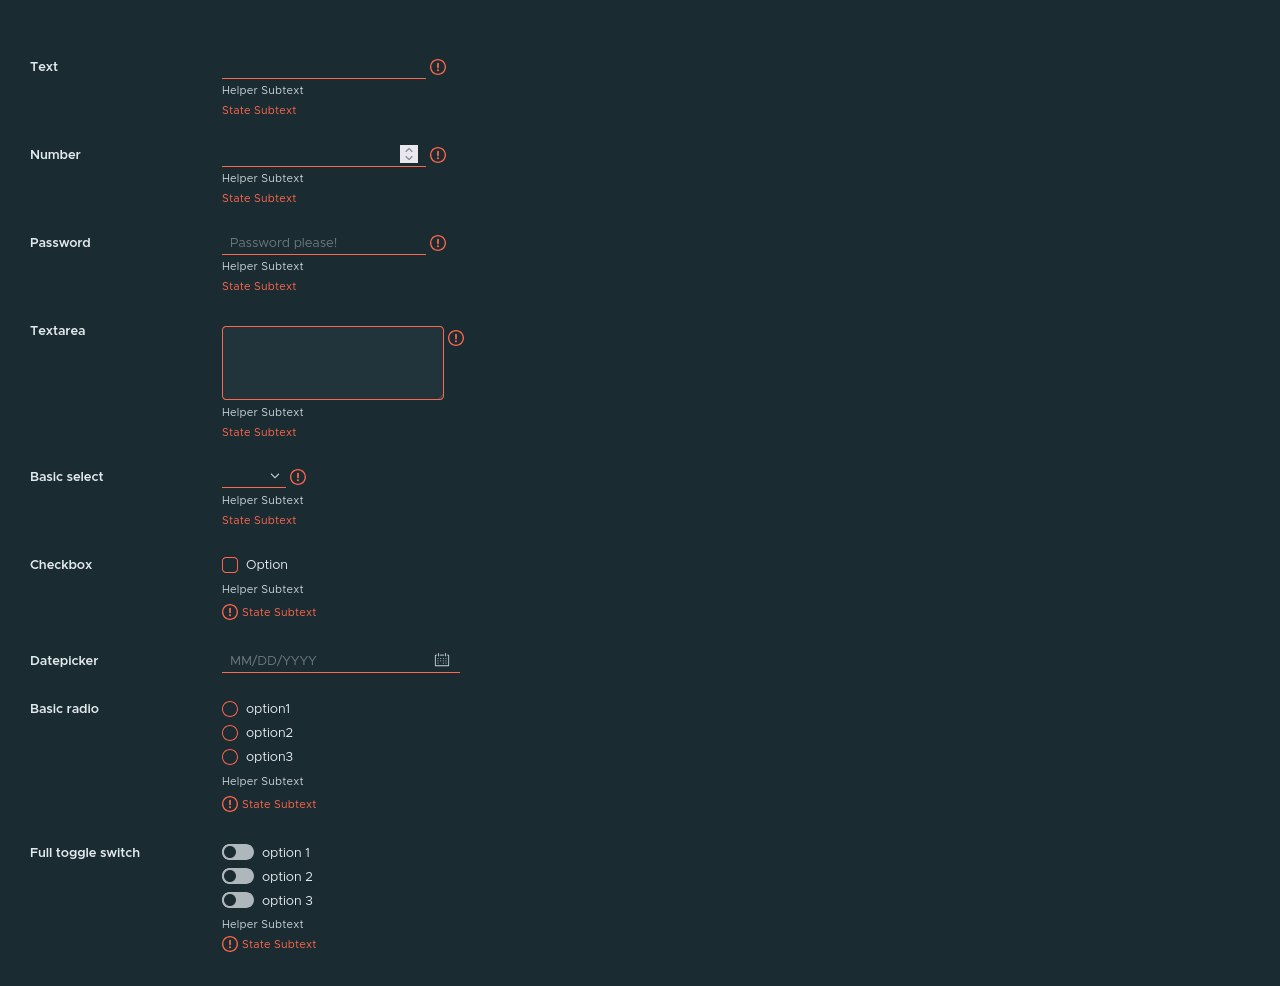 Text
Helper Subtext
State Subtext
Number
Helper Subtext
State Subtext
Password
Password please!
Helper Subtext
State Subtext
Textarea
Helper Subtext
State Subtext
Basic select
Helper Subtext
State Subtext
Checkbox
Option
Helper Subtext
State Subtext
Datepicker
MM/DD/YYYY
Basic radio
option1
option2
option3
Helper Subtext
State Subtext
Full toggle switch
option 1
option 2
option 3
Helper Subtext
State Subtext